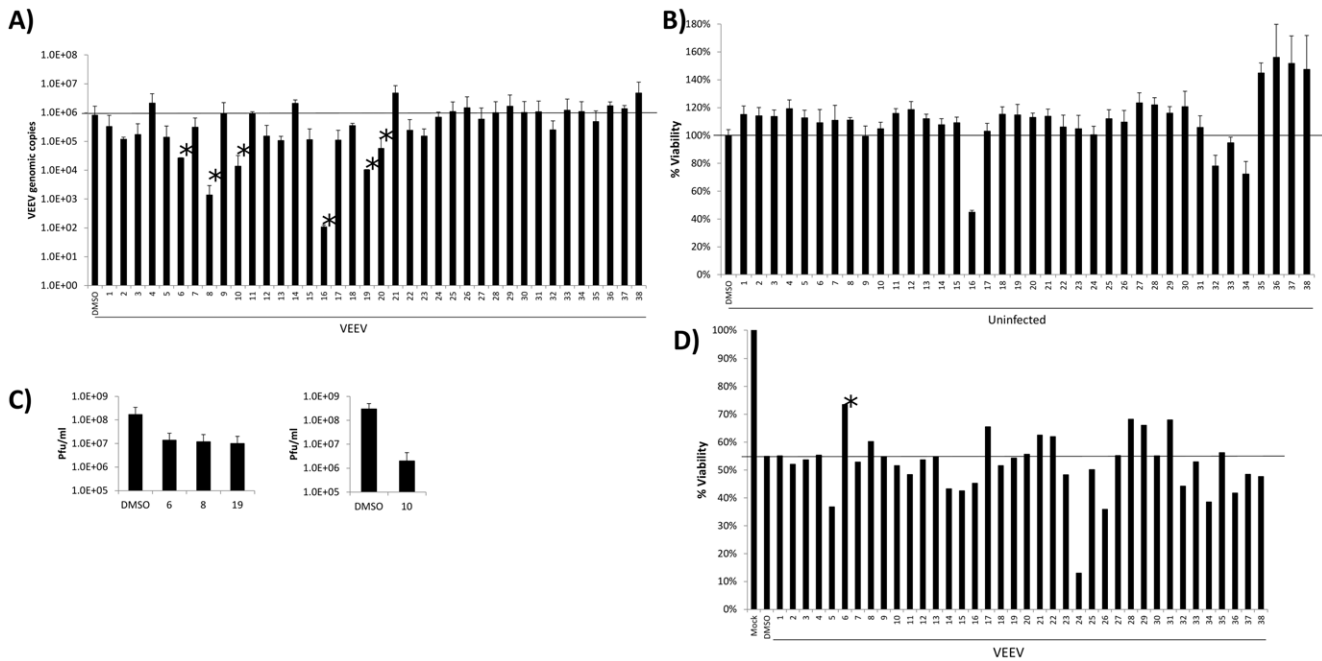 A)
VEEV genomic copies
1.0E+08
1.0E+07
1.0E+06
1.0E+05
1.0E+04
1.0E+03
1.0E+02
1.0E+01
1.0E+00
DMSO 1 2 3 4 5 6 7 8 9 10 11 12 13 14 15 16 17 18 19 20 21 22 23 24 25 26 27 28 29 30 31 32 33 34 35 36 37 38
VEEV
B)
% Viability
180%
160%
140%
120%
100%
80%
60%
40%
20%
0%
DMSO 1 2 3 4 5 6 7 8 9 10 11 12 13 14 15 16 17 18 19 20 21 22 23 24 25 26 27 28 29 30 31 32 33 34 35 36 37 38
Uninfected
C)
Pfu/ml
1.0E+09
1.0E+08
1.0E+07
1.0E+06
1.0E+05
DMSO 6 8 19
Pfu/ml
1.0E+09
1.0E+08
1.0E+07
1.0E+06
1.0E+05
DMSO 10
D)
% Viability
100%
90%
80%
70%
60%
50%
40%
30%
20%
10%
0%
Mock DMSO 1 2 3 4 5 6 7 8 9 10 11 12 13 14 15 16 17 18 19 20 21 22 23 24 25 26 27 28 29 30 31 32 33 34 35 36 37 38
VEEV